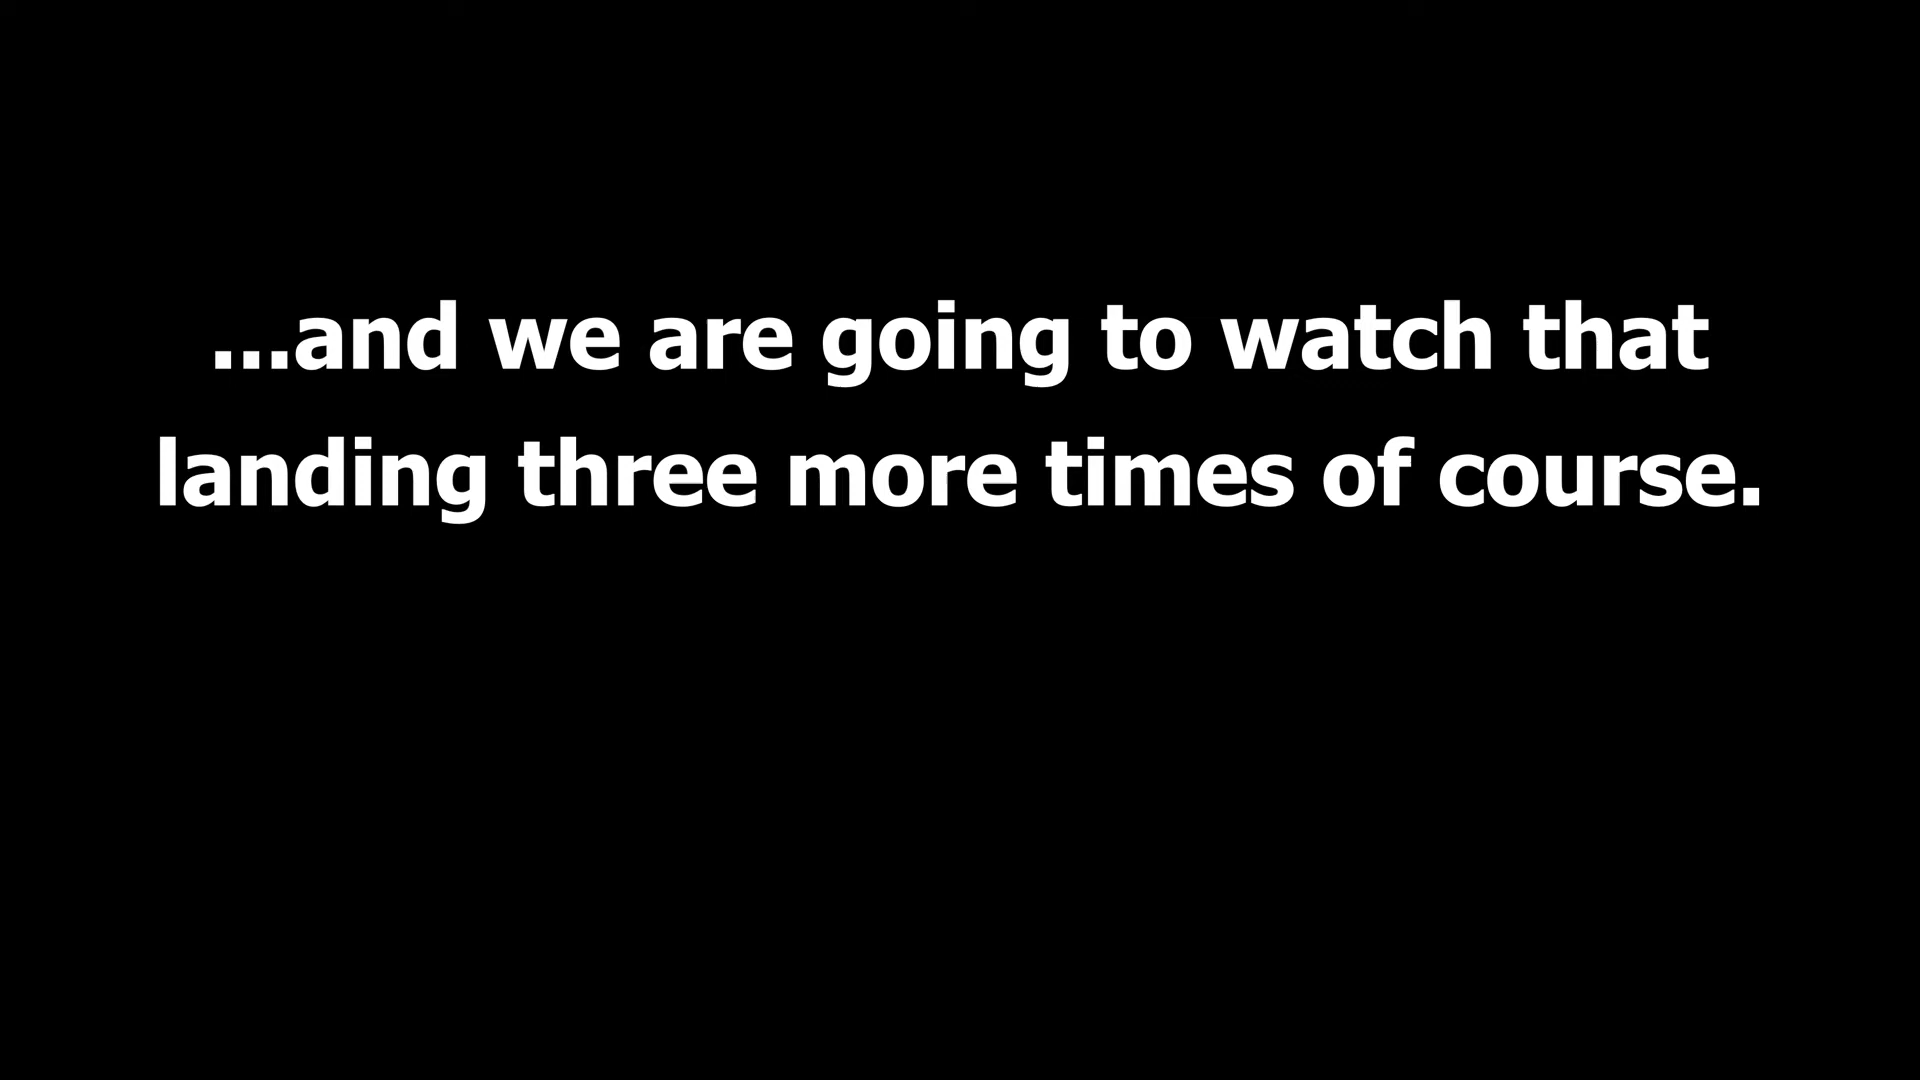 ...and we are going to watch that
landing three more times of course.